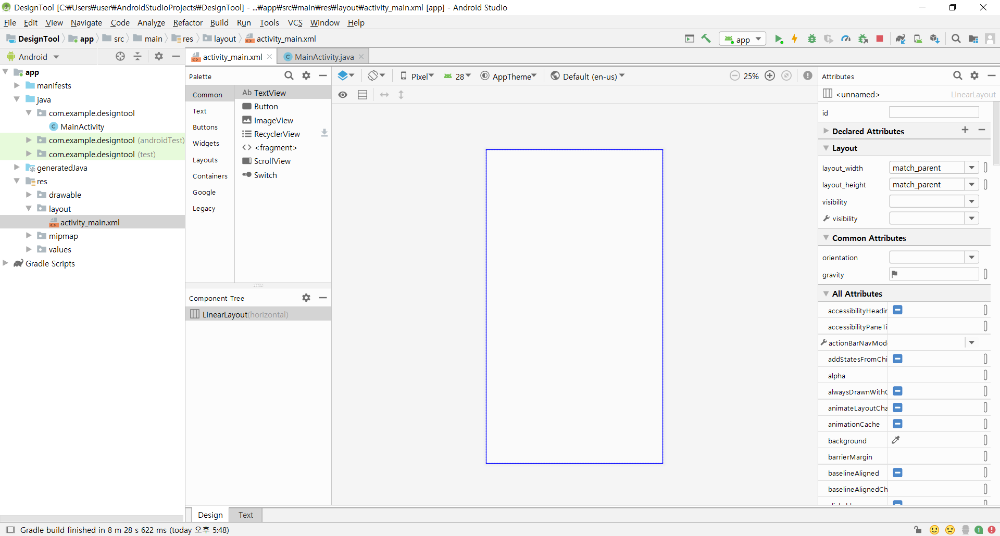 DesignTool [C:₩Users₩user₩AndroidStudioProjects₩DesignTool] - ...₩app₩src₩main₩res₩layout₩activity_main.xml [app] - Android Studio
File Edit View Navigate Code Analyze Refactor Build Run Tools VCS Window Help
DesignTool app src main res layout activity_main.xml
app
Android
activity_main.xml
MainActivity.java
app
manifests
java
com.example.designtool
MainActivity
com.example.designtool (androidTest)
com.example.designtool (test)
generatedJava
res
drawable
layout
activity_main.xml
mipmap
values
Gradle Scripts
Palette
Common
Text
Buttons
Widgets
Layouts
Containers
Google
Legacy
Ab TextView
Button
ImageView
RecyclerView
<fragment>
ScrollView
Switch
Component Tree
LinearLayout(horizontal)
Pixel 28 AppTheme Default (en-us) 25%
Attributes
<unnamed> LinearLayout
id
Declared Attributes
Layout
layout_width match_parent
layout_height match_parent
visibility
visibility
Common Attributes
orientation
gravity
All Attributes
accessibilityHeadin
accessibilityPaneTi
actionBarNavMod
addStatesFromChi
alpha
alwaysDrawnWithC
animateLayoutCha
animationCache
background
barrierMargin
baselineAligned
baselineAlignedCh
Design Text
Gradle build finished in 8 m 28 s 622 ms (today 오후 5:48)
1